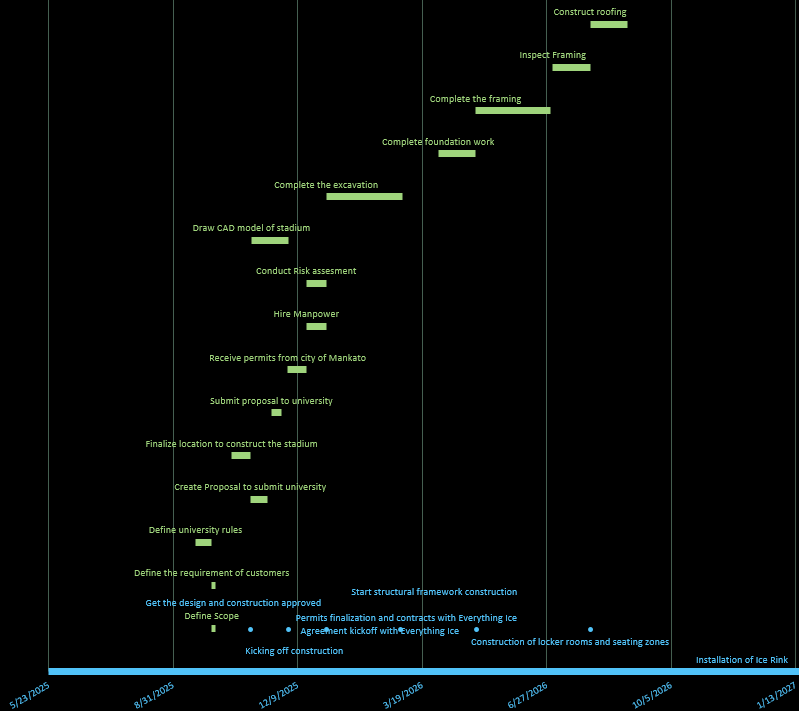 Construct roofing
Inspect Framing
Complete the framing
Complete foundation work
Complete the excavation
Draw CAD model of stadium
Conduct Risk assesment
Hire Manpower
Receive permits from city of Mankato
Submit proposal to university
Finalize location to construct the stadium
Create Proposal to submit university
Define university rules
Define the requirement of customers
Start structural framework construction
Get the design and construction approved
Define Scope
Permits finalization and contracts with Everything Ice
Agreement kickoff with Everything Ice
Construction of locker rooms and seating zones
Kicking off construction
Installation of Ice Rink
5/23/2025
8/31/2025
12/9/2025
3/19/2026
6/27/2026
10/5/2026
1/13/2027